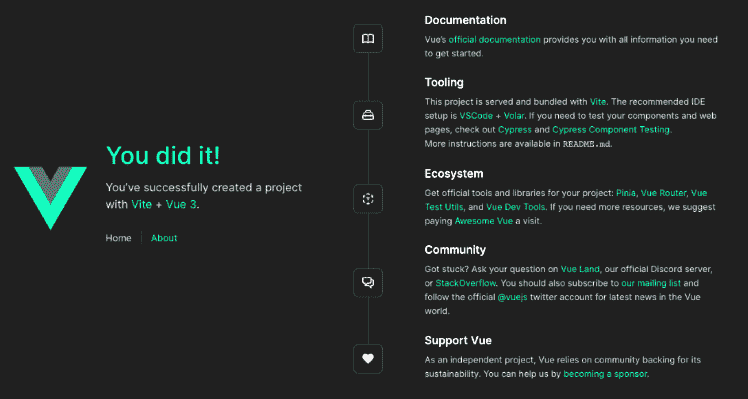 You did it!
You've successfully created a project
with Vite + Vue 3.
Home
About
Documentation
Vue's official documentation provides you with all information you need
to get started.
Tooling
This project is served and bundled with Vite. The recommended IDE
setup is VSCode + Volar. If you need to test your components and web
pages, check out Cypress and Cypress Component Testing.
More instructions are available in README.md.
Ecosystem
Get official tools and libraries for your project: Pinia, Vue Router, Vue
Test Utils, and Vue Dev Tools. If you need more resources, we suggest
paying Awesome Vue a visit.
Community
Got stuck? Ask your question on Vue Land, our official Discord server,
or StackOverflow. You should also subscribe to our mailing list and
follow the official @vuejs twitter account for latest news in the Vue
world.
Support Vue
As an independent project, Vue relies on community backing for its
sustainability. You can help us by becoming a sponsor.